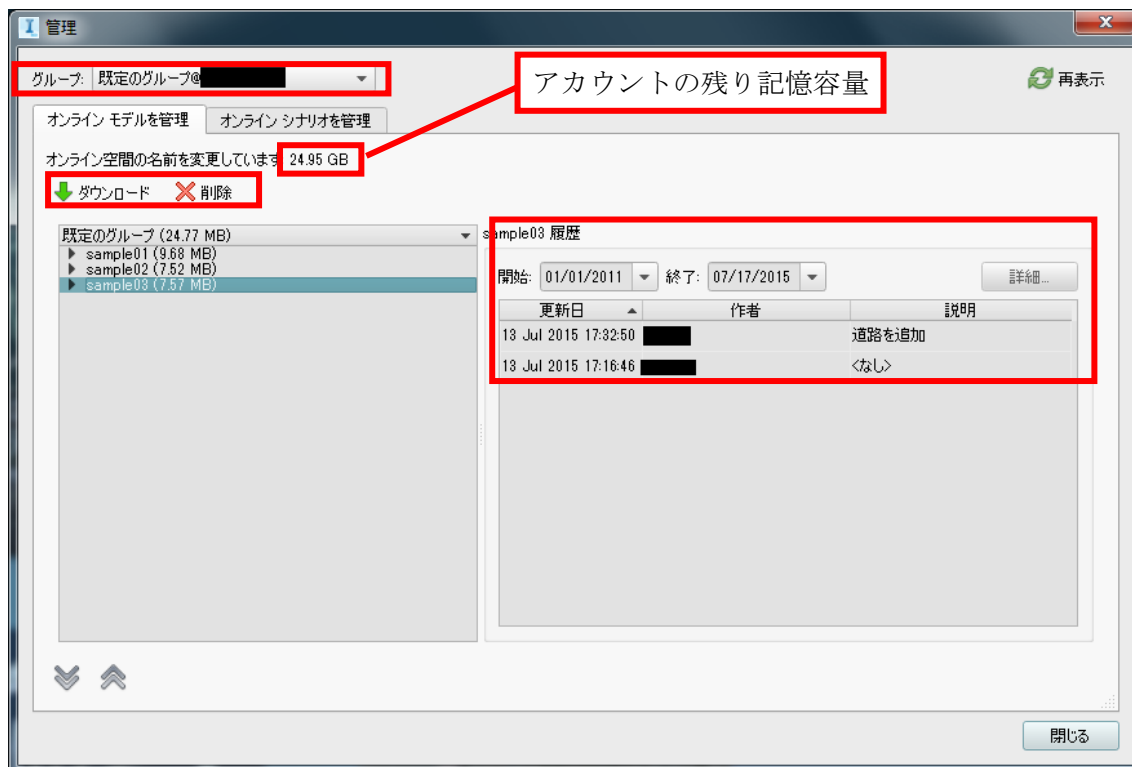 管理
グループ: 既定のグループ@
アカウントの残り記憶容量
再表示
オンライン モデルを管理 オンライン シナリオを管理
オンライン空間の名前を変更しています 24.95 GB
ダウンロード 削除
既定のグループ (24.77 MB)
sample01 (9.68 MB)
sample02 (7.52 MB)
sample03 (7.57 MB)
sample03 履歴
開始: 01/01/2011 終了: 07/17/2015 詳細...
更新日 作者 説明
13 Jul 2015 17:32:50 道路を追加
13 Jul 2015 17:16:46 <なし>
閉じる